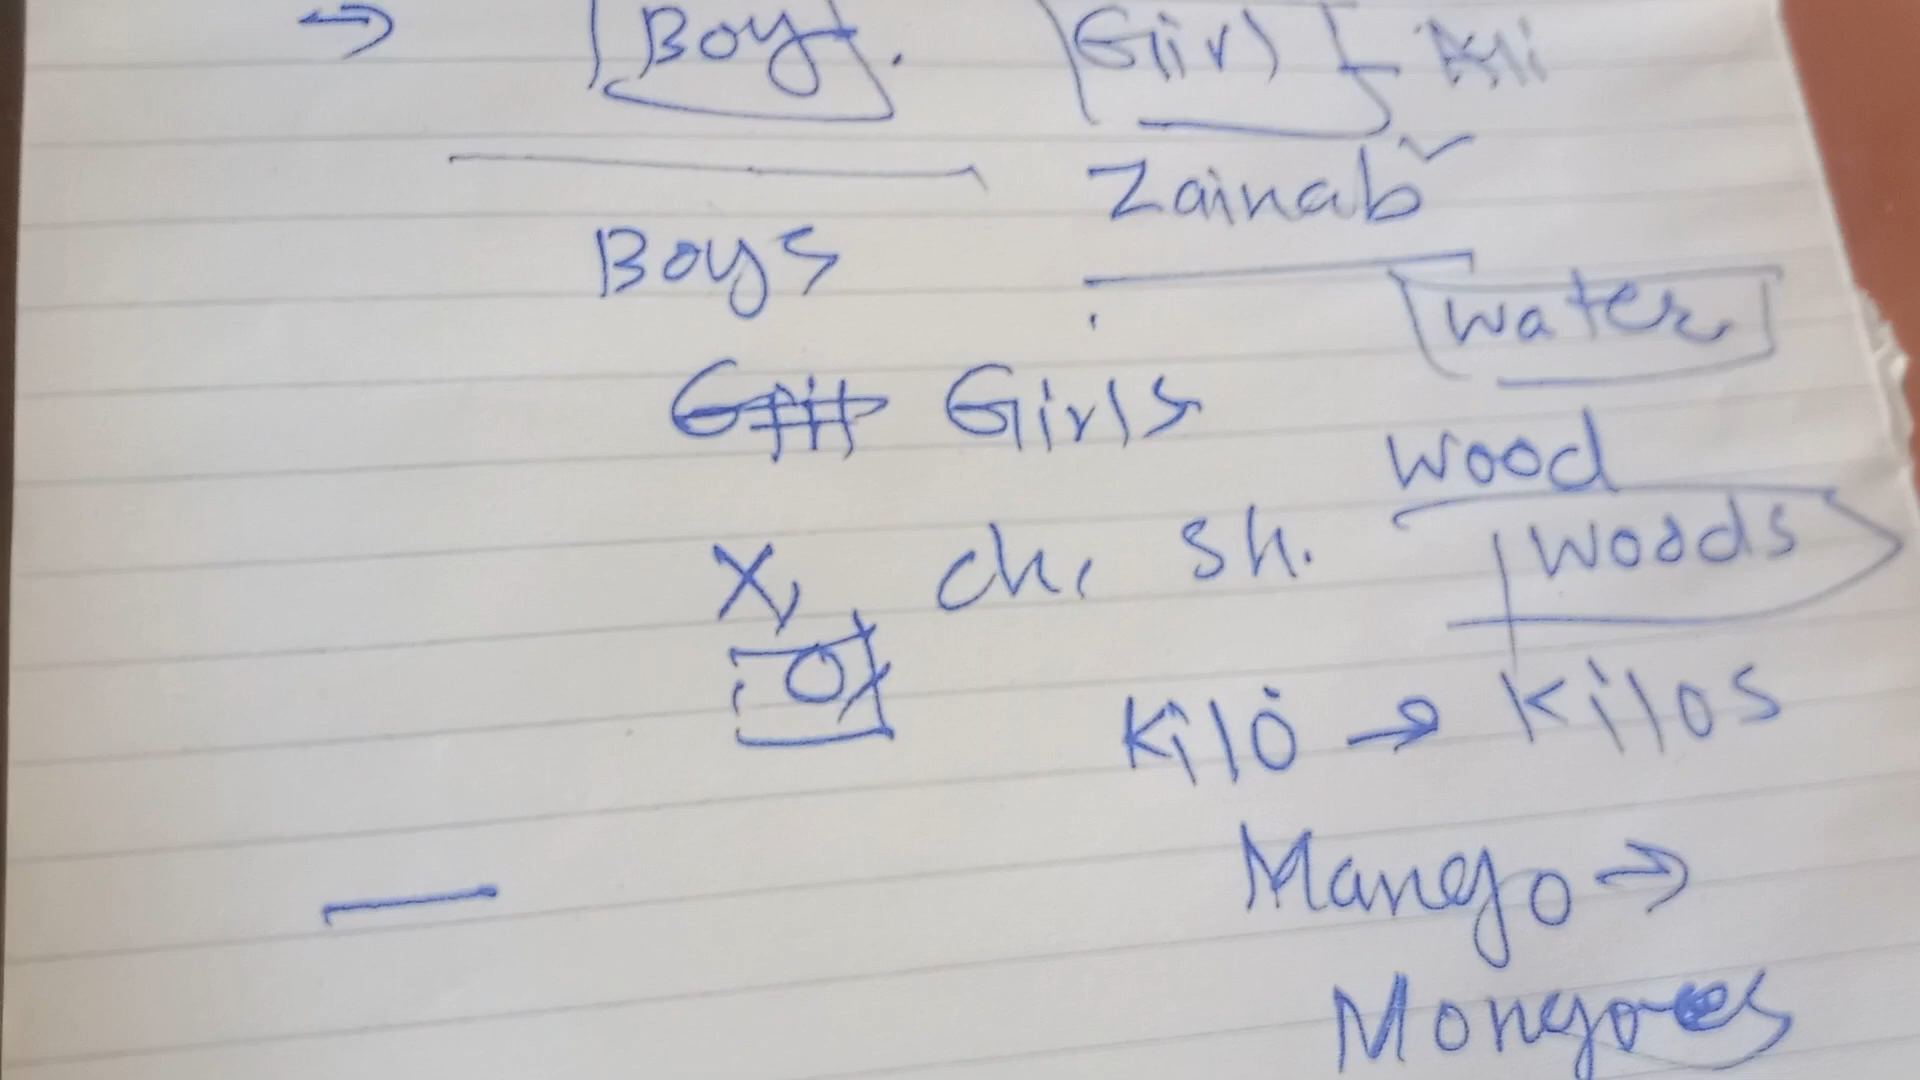 → Boy. Girl Ali
Zainab
Boys
water
Girls
wood
X, ch, sh.
woods
O
Kilo → Kilos
Mango →
Mongoes